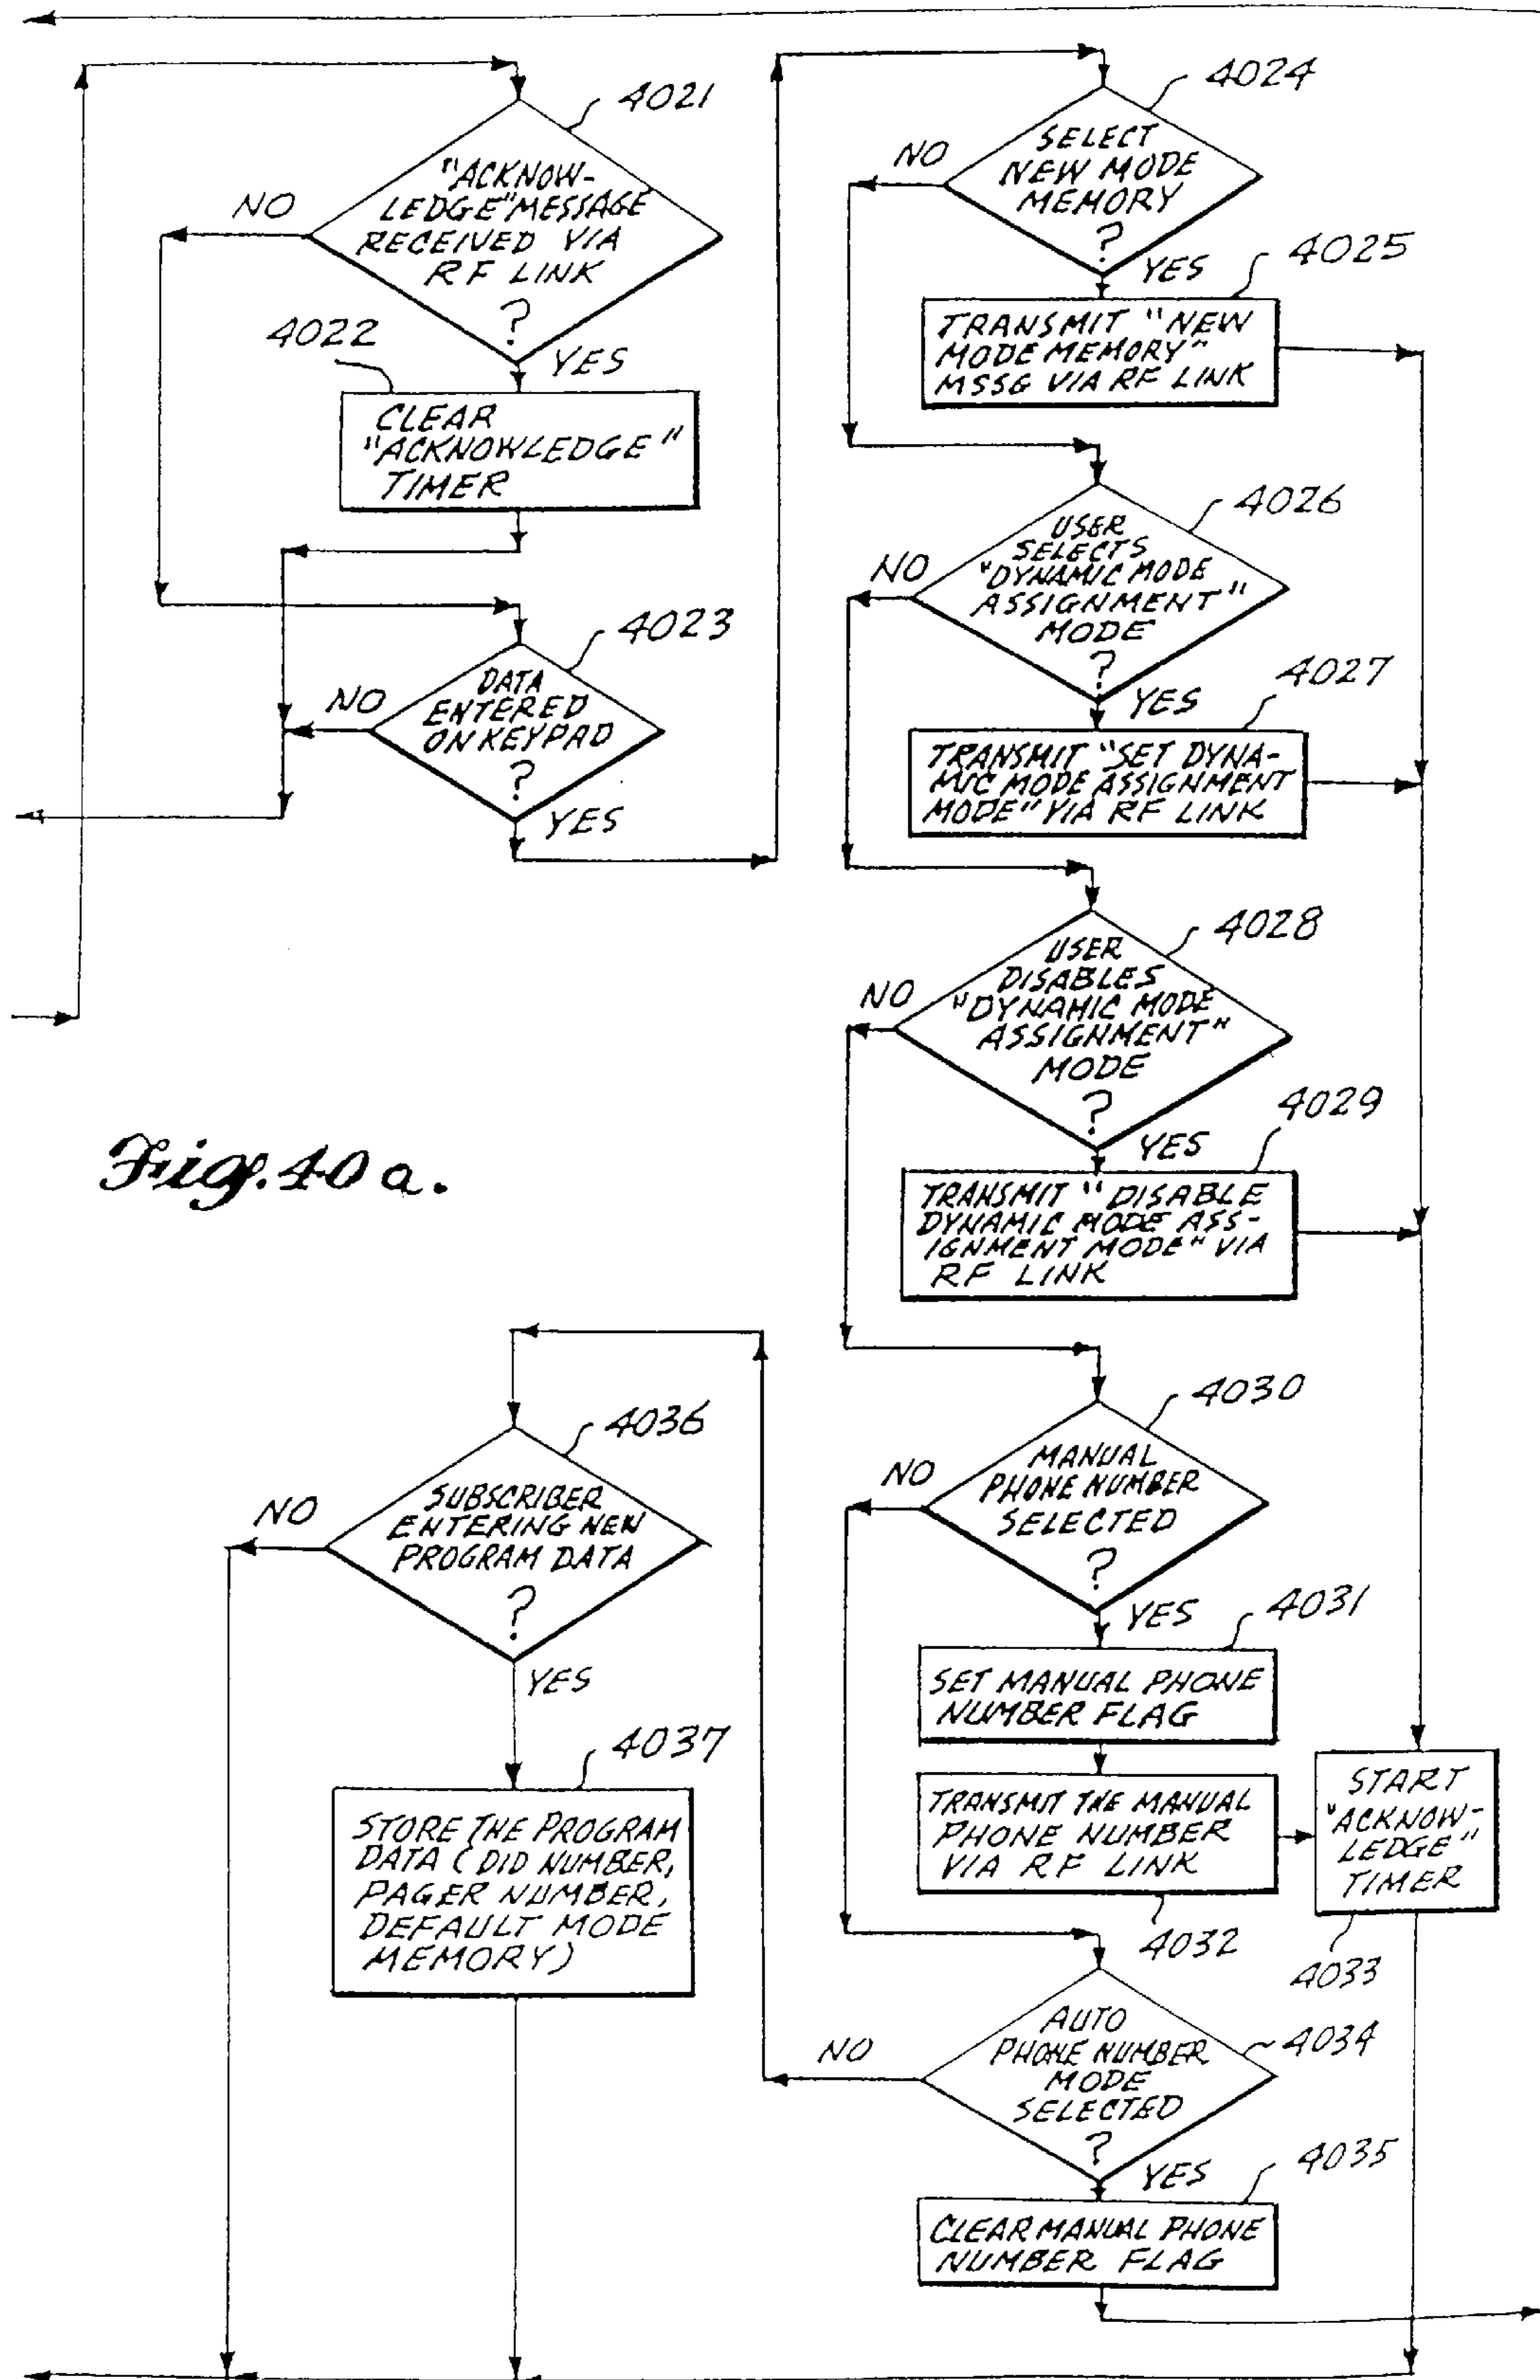 4021
"ACKNOW-
LEDGE" MESSAGE
RECEIVED VIA
RF LINK
?
NO
YES
4022
CLEAR
"ACKNOWLEDGE"
TIMER
4023
DATA
ENTERED
ON KEYPAD
?
NO
YES
4024
SELECT
NEW MODE
MEMORY
?
NO
YES
4025
TRANSMIT "NEW
MODE MEMORY"
MSSG VIA RF LINK
4026
USER
SELECTS
"DYNAMIC MODE
ASSIGNMENT"
MODE
?
NO
YES
4027
TRANSMIT "SET DYNA-
MIC MODE ASSIGNMENT
MODE" VIA RF LINK
4028
USER
DISABLES
"DYNAMIC MODE
ASSIGNMENT"
MODE
?
NO
YES
4029
TRANSMIT "DISABLE
DYNAMIC MODE ASS-
IGNMENT MODE" VIA
RF LINK
Fig. 40a.
4030
MANUAL
PHONE NUMBER
SELECTED
?
NO
YES
4031
SET MANUAL PHONE
NUMBER FLAG
TRANSMIT THE MANUAL
PHONE NUMBER
VIA RF LINK
4032
START
"ACKNOW-
LEDGE"
TIMER
4033
AUTO
PHONE NUMBER
MODE
SELECTED
?
4034
NO
YES
4035
CLEAR MANUAL PHONE
NUMBER FLAG
4036
SUBSCRIBER
ENTERING NEW
PROGRAM DATA
?
NO
YES
4037
STORE THE PROGRAM
DATA (DID NUMBER,
PAGER NUMBER,
DEFAULT MODE
MEMORY)